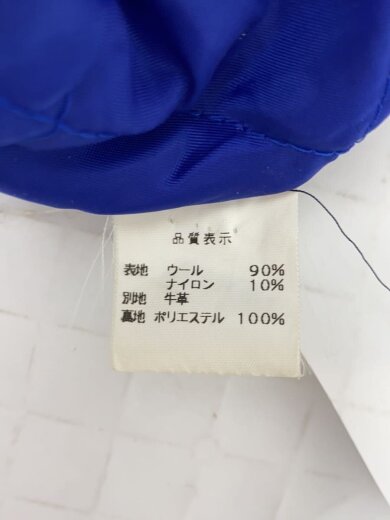 品質表示
表地 ウール 90%
ナイロン 10%
別地 牛革
裏地 ポリエステル 100%